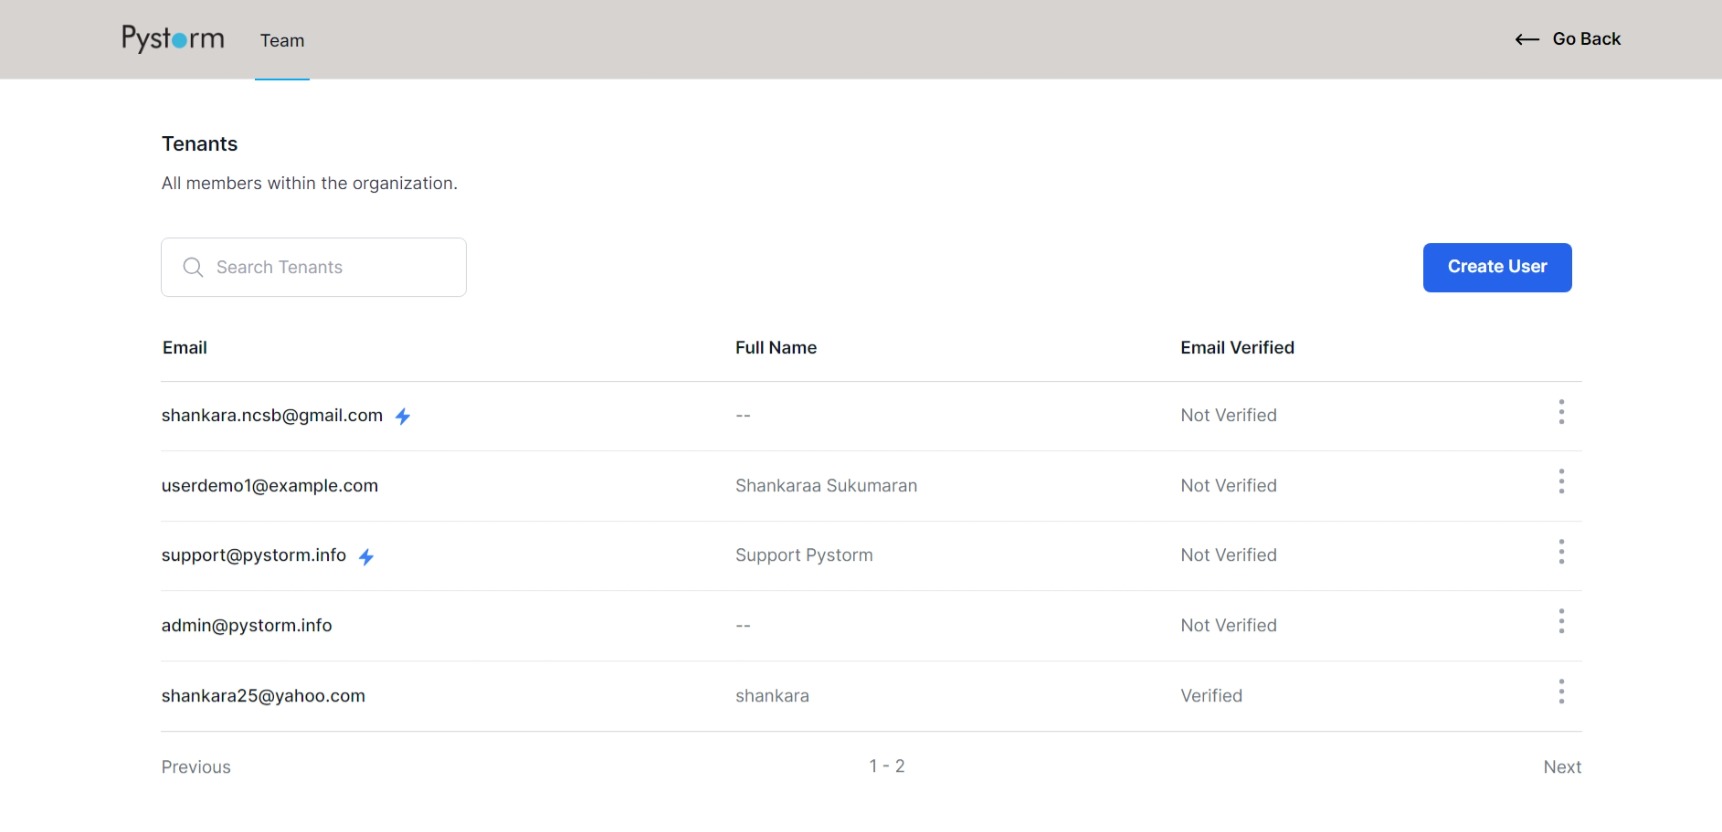 Pystorm Team Go Back
Tenants
All members within the organization.
Search Tenants Create User
Email Full Name Email Verified
shankara.ncsb@gmail.com -- Not Verified
userdemo1@example.com Shankaraa Sukumaran Not Verified
support@pystorm.info Support Pystorm Not Verified
admin@pystorm.info -- Not Verified
shankara25@yahoo.com shankara Verified
Previous 1 - 2 Next